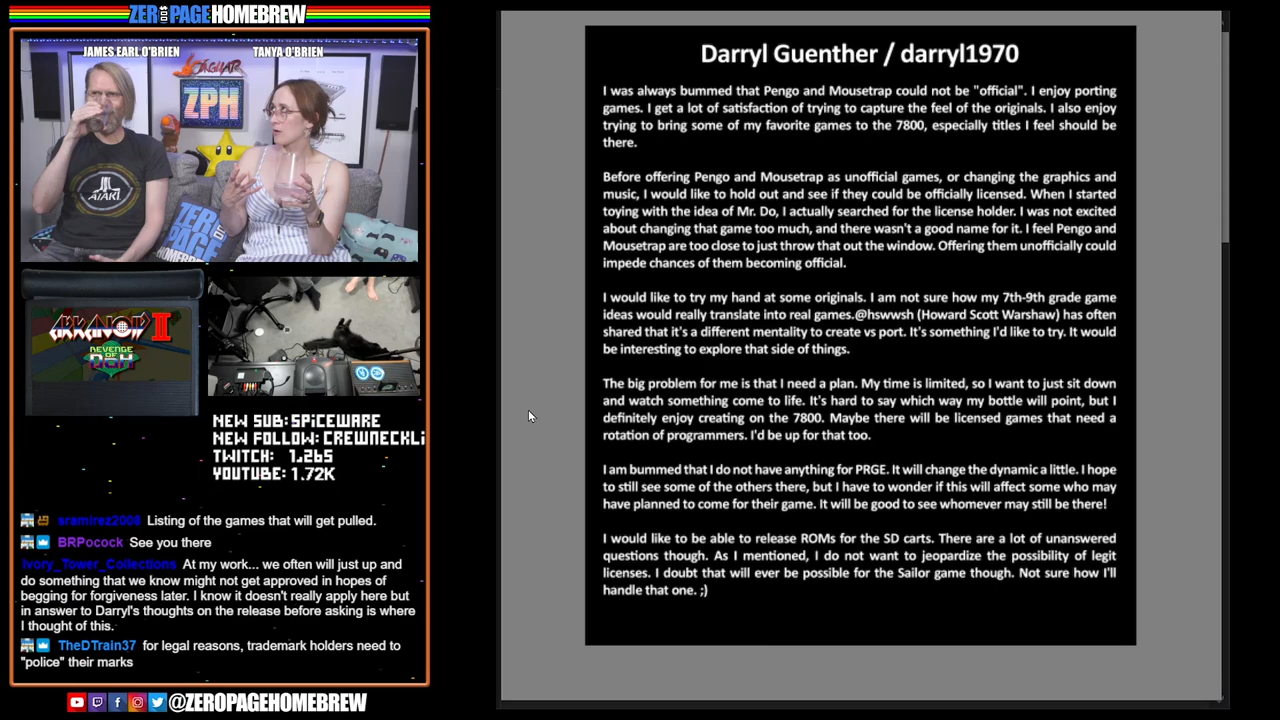 ZEROPAGE HOMEBREW
JAMES EARL O'BRIEN
TANYA O'BRIEN
JAGUAR
ZPH
ATARI
ZERO
PAGE
HOMEBREW
ARKANOID II
REVENGE
OF
DOH
NEW SUB: SPICEWARE
NEW FOLLOW: CREWNECKLI
TWITCH: 1,265
YOUTUBE: 1.72K
sramirez2008 Listing of the games that will get pulled.
BRPocock See you there
Ivory_Tower_Collections At my work... we often will just up and
do something that we know might not get approved in hopes of
begging for forgiveness later. I know it doesn't really apply here but
in answer to Darryl's thoughts on the release before asking is where
I thought of this.
TheDTrain37 for legal reasons, trademark holders need to
"police" their marks
@ZEROPAGEHOMEBREW
Darryl Guenther / darryl1970
I was always bummed that Pengo and Mousetrap could not be "official". I enjoy porting
games. I get a lot of satisfaction of trying to capture the feel of the originals. I also enjoy
trying to bring some of my favorite games to the 7800, especially titles I feel should be
there.
Before offering Pengo and Mousetrap as unofficial games, or changing the graphics and
music, I would like to hold out and see if they could be officially licensed. When I started
toying with the idea of Mr. Do, I actually searched for the license holder. I was not excited
about changing that game too much, and there wasn't a good name for it. I feel Pengo and
Mousetrap are too close to just throw that out the window. Offering them unofficially could
impede chances of them becoming official.
I would like to try my hand at some originals. I am not sure how my 7th-9th grade game
ideas would really translate into real games.@hswwsh (Howard Scott Warshaw) has often
shared that it's a different mentality to create vs port. It's something I'd like to try. It would
be interesting to explore that side of things.
The big problem for me is that I need a plan. My time is limited, so I want to just sit down
and watch something come to life. It's hard to say which way my bottle will point, but I
definitely enjoy creating on the 7800. Maybe there will be licensed games that need a
rotation of programmers. I'd be up for that too.
I am bummed that I do not have anything for PRGE. It will change the dynamic a little. I hope
to still see some of the others there, but I have to wonder if this will affect some who may
have planned to come for their game. It will be good to see whomever may still be there!
I would like to be able to release ROMs for the SD carts. There are a lot of unanswered
questions though. As I mentioned, I do not want to jeopardize the possibility of legit
licenses. I doubt that will ever be possible for the Sailor game though. Not sure how I'll
handle that one. ;)